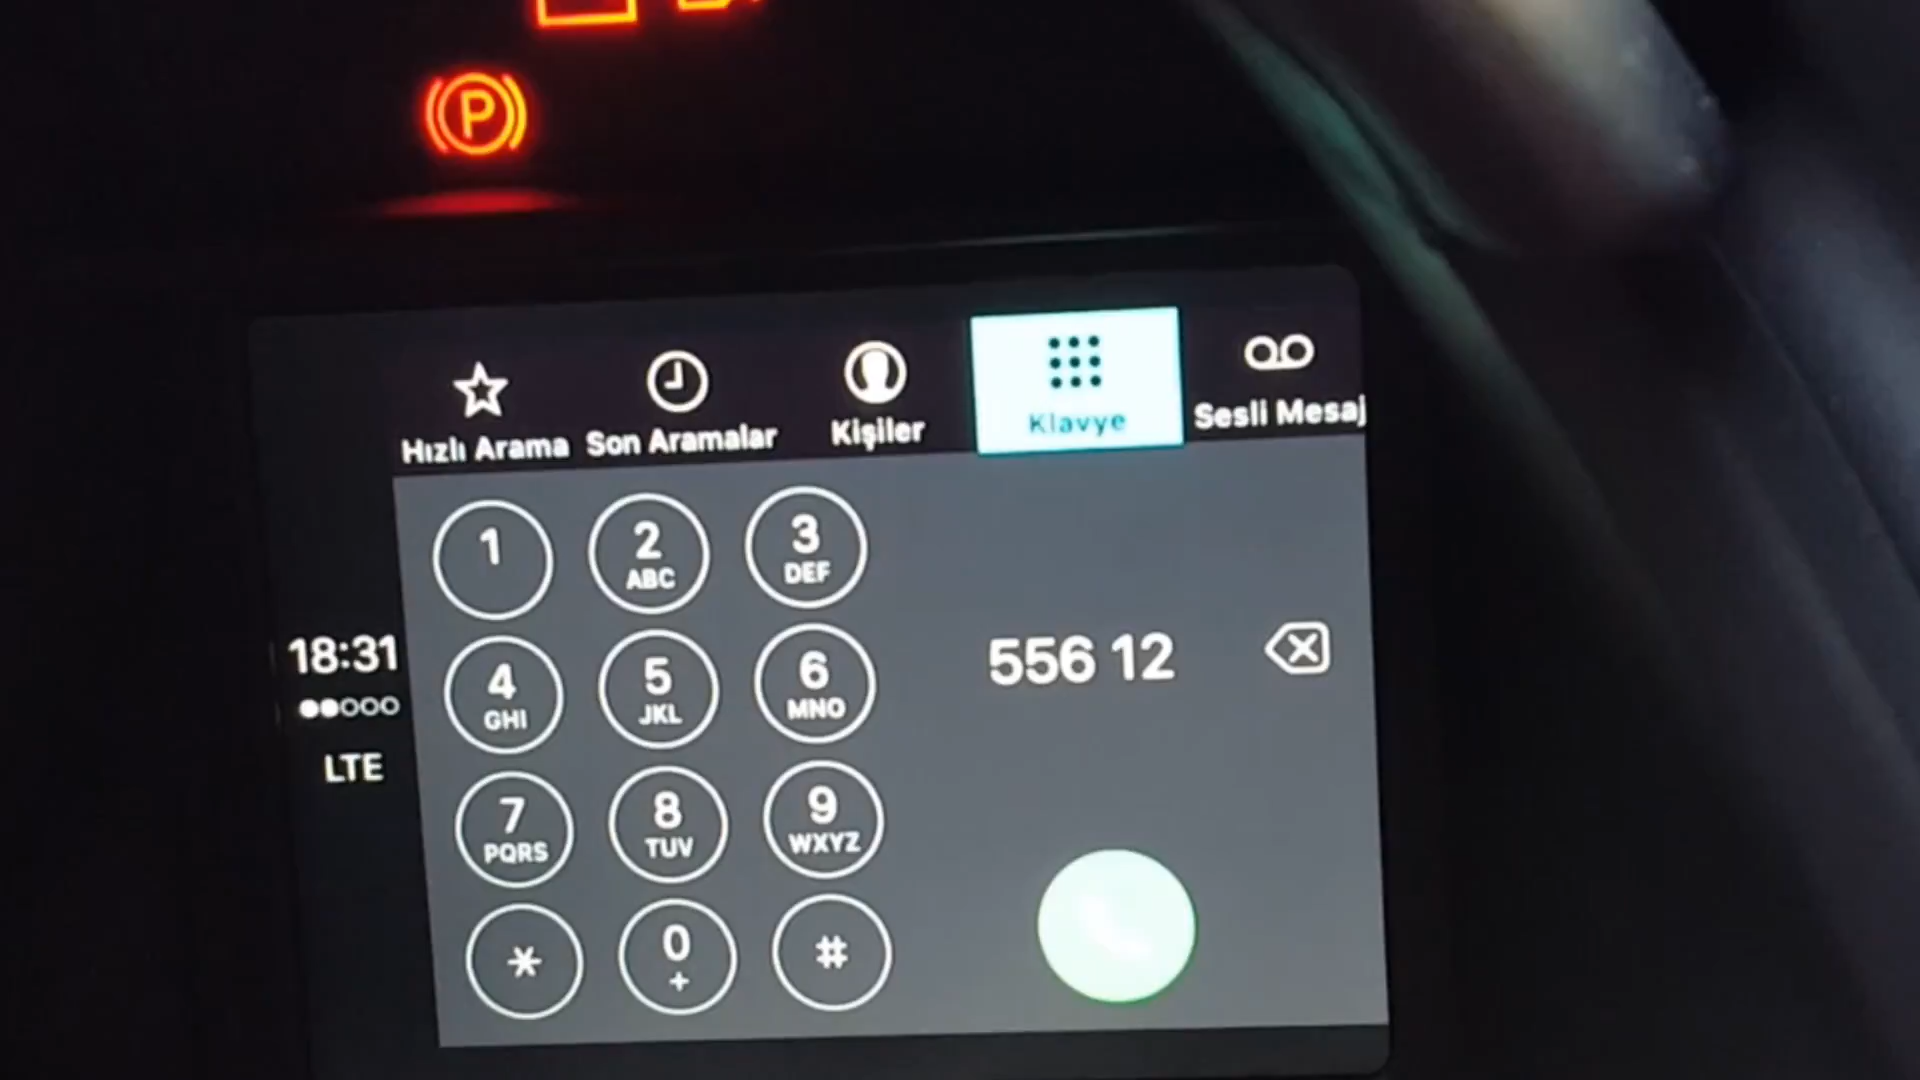 P
Hızlı Arama
Son Aramalar
Kişiler
Klavye
Sesli Mesaj
1
2
ABC
3
DEF
4
GHI
5
JKL
6
MNO
7
PQRS
8
TUV
9
WXYZ
*
0
+
#
556 12
18:31
LTE